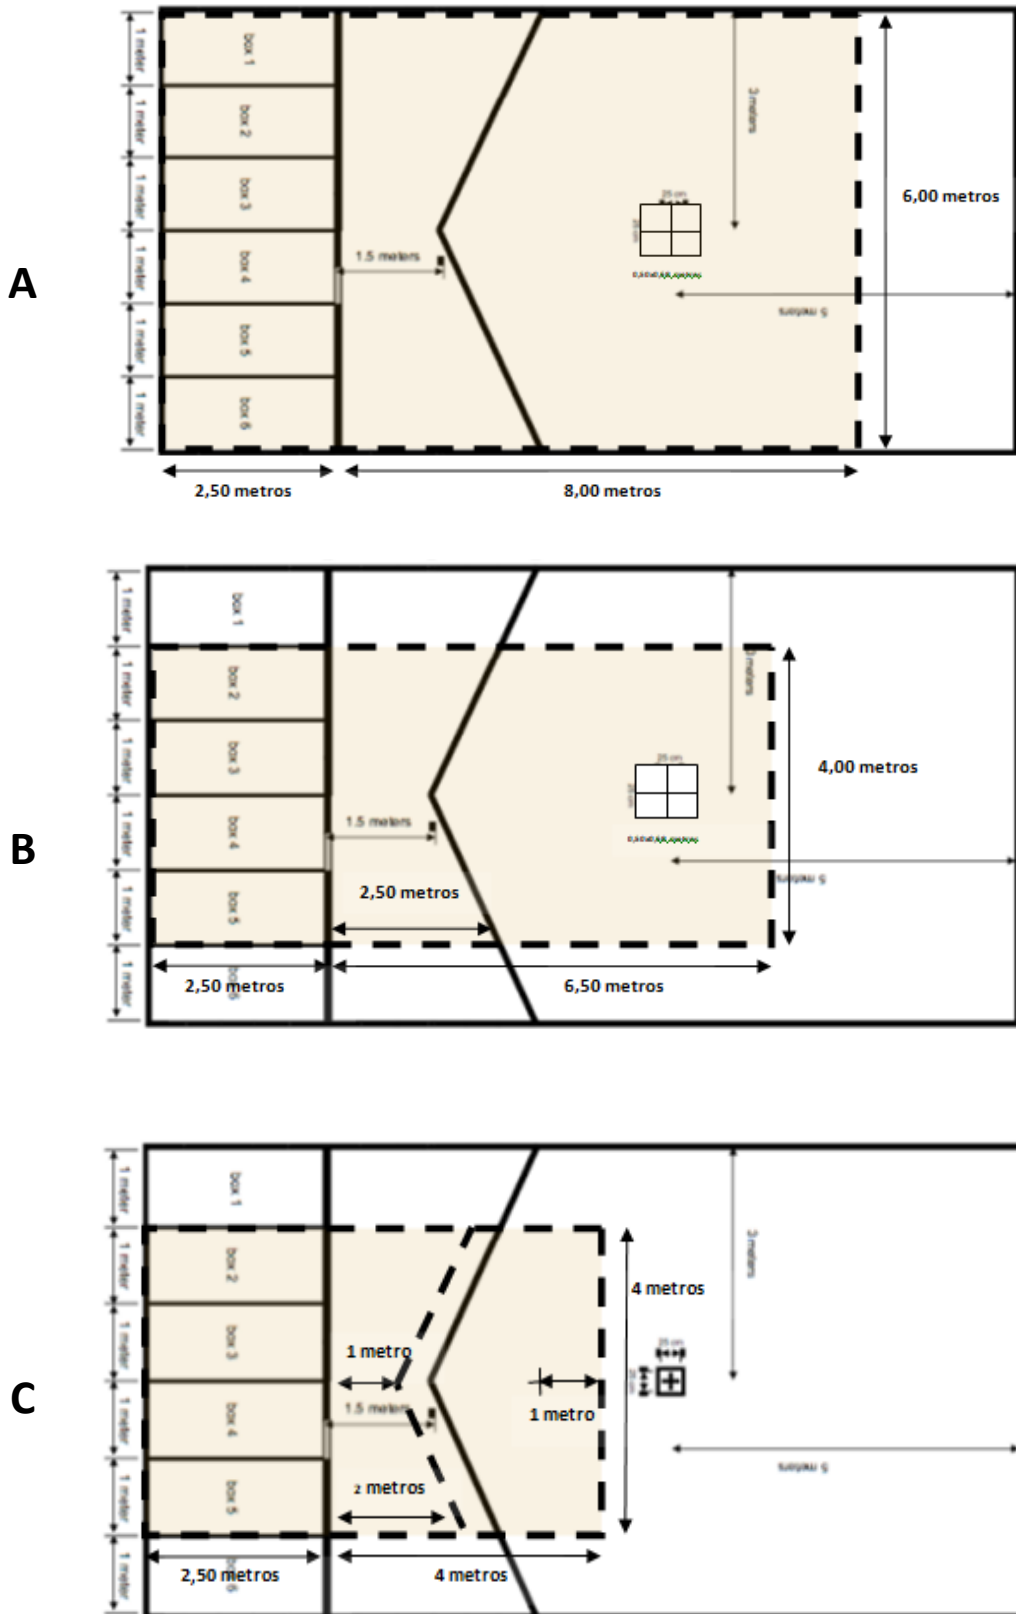 A
1 meter
1 meter
1 meter
1 meter
1 meter
1 meter
box 1
box 2
box 3
box 4
box 5
box 6
1.5 meters
3 meters
25 cm
5 meters
6,00 metros
2,50 metros
8,00 metros
B
1 meter
1 meter
1 meter
1 meter
1 meter
1 meter
box 1
box 2
box 3
box 4
box 5
1.5 meters
2,50 metros
25 cm
5 meters
4,00 metros
2,50 metros
6,50 metros
C
1 meter
1 meter
1 meter
1 meter
1 meter
1 meter
box 1
box 2
box 3
box 4
box 5
1 metro
1.5 meters
2 metros
1 metro
4 metros
3 meters
25 cm
25 cm
5 meters
2,50 metros
4 metros